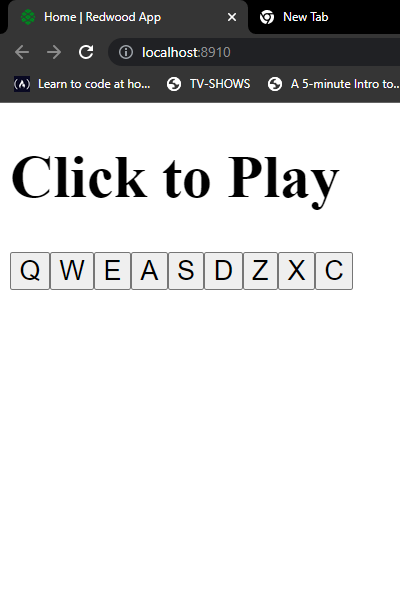 Home | Redwood App
New Tab
localhost:8910
Learn to code at ho...
TV-SHOWS
A 5-minute Intro to..
Click to Play
Q W E A S D Z X C